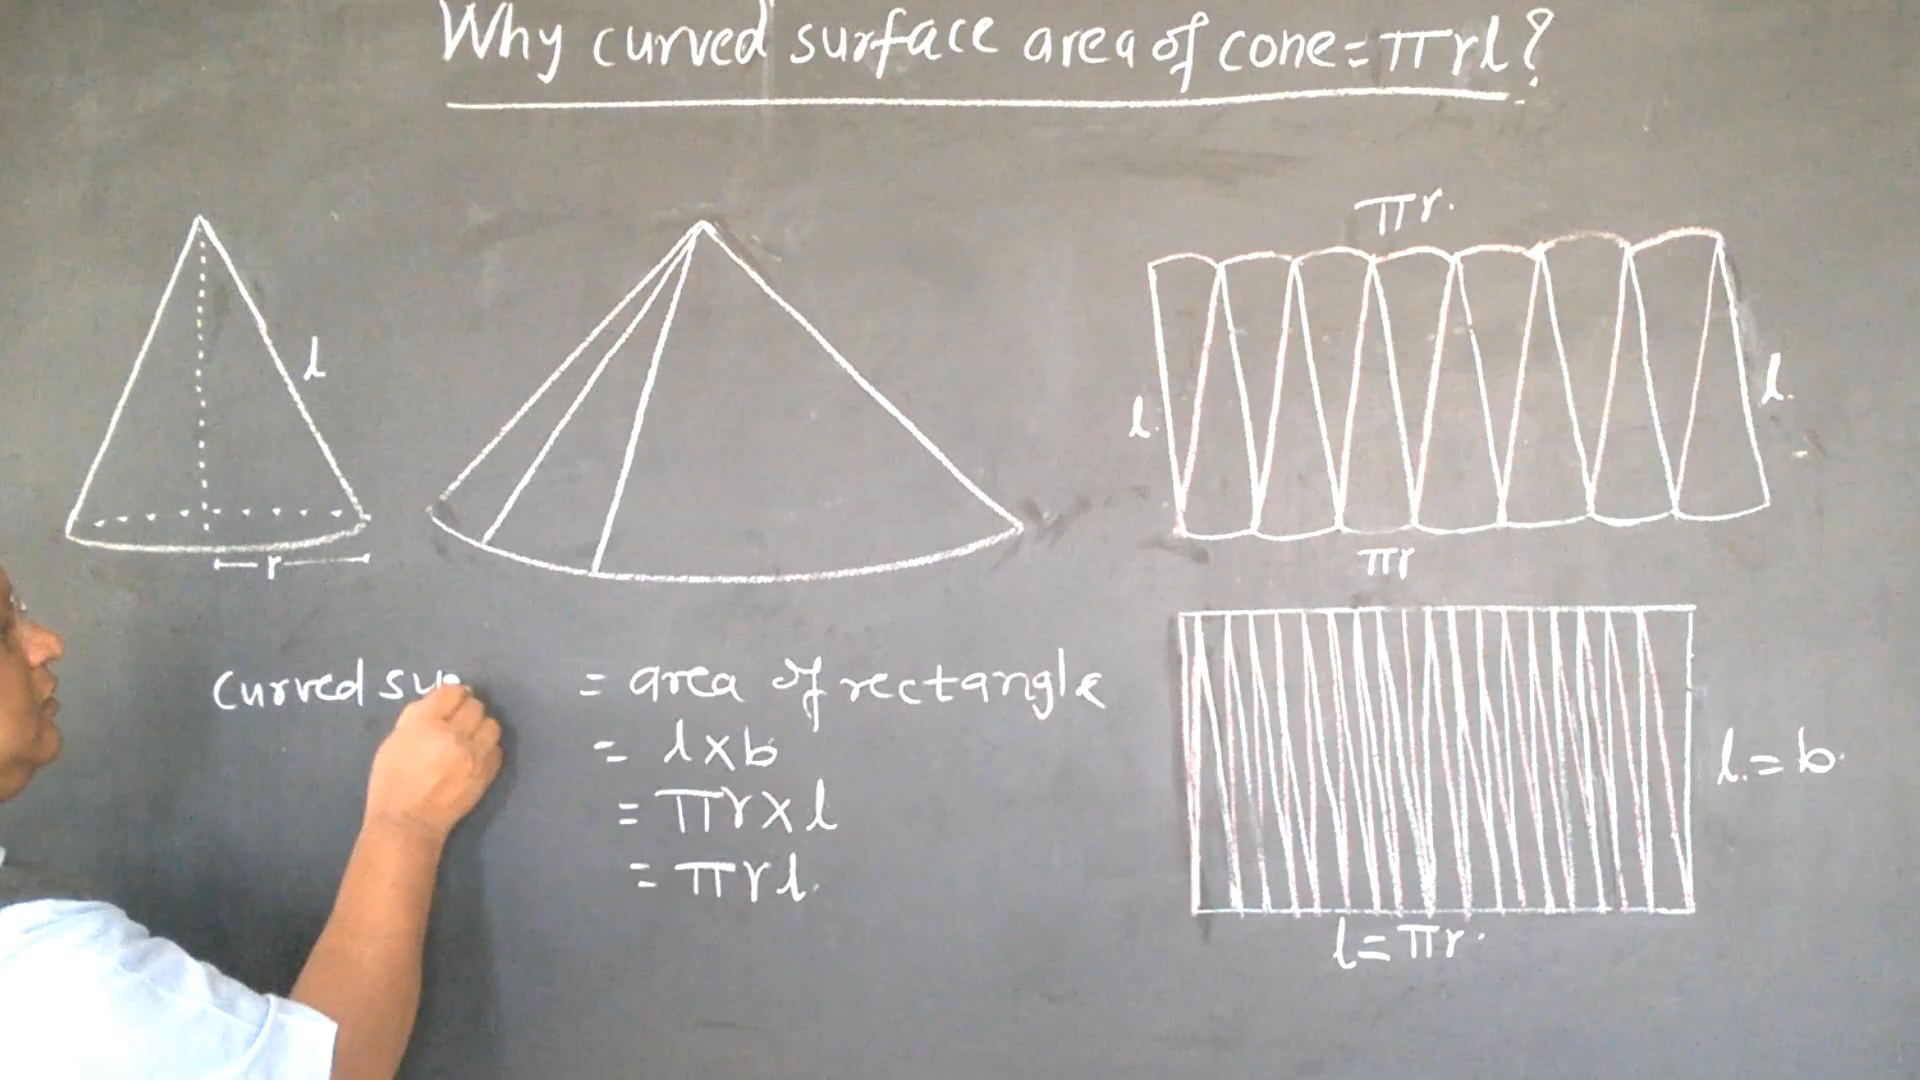 Why curved surface area of cone = πrl?
l
r
πr.
l.
l.
πr
curved su = area of rectangle
= l x b
= πr x l
= πrl.
l. = b.
l = πr.